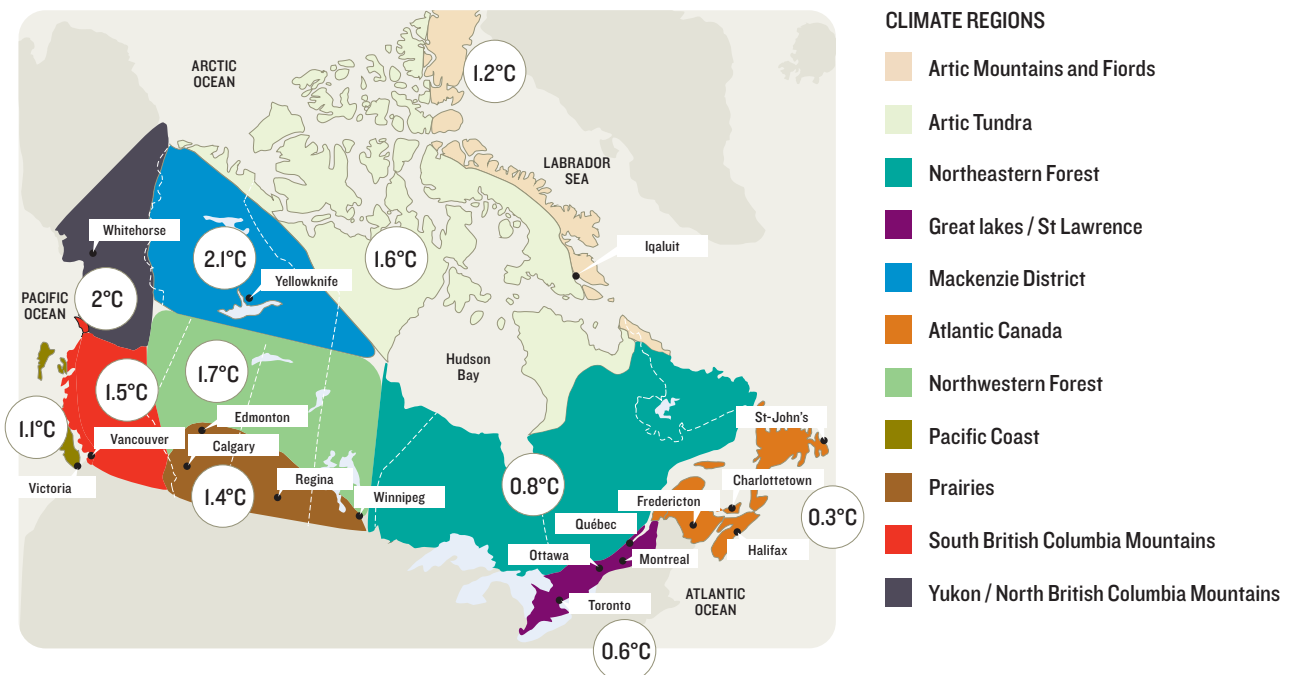 CLIMATE REGIONS
Artic Mountains and Fiords
Artic Tundra
Northeastern Forest
Great lakes / St Lawrence
Mackenzie District
Atlantic Canada
Northwestern Forest
Pacific Coast
Prairies
South British Columbia Mountains
Yukon / North British Columbia Mountains
ARCTIC
OCEAN
1.2°C
LABRADOR
SEA
Whitehorse
Iqaluit
2.1°C
1.6°C
Yellowknife
PACIFIC
OCEAN
2°C
Hudson
Bay
1.7°C
1.5°C
Edmonton
St-John's
1.1°C
Vancouver
Calgary
Regina
Charlottetown
Victoria
1.4°C
Winnipeg
0.8°C
Fredericton
0.3°C
Québec
Ottawa
Montreal
Halifax
Toronto
ATLANTIC
OCEAN
0.6°C